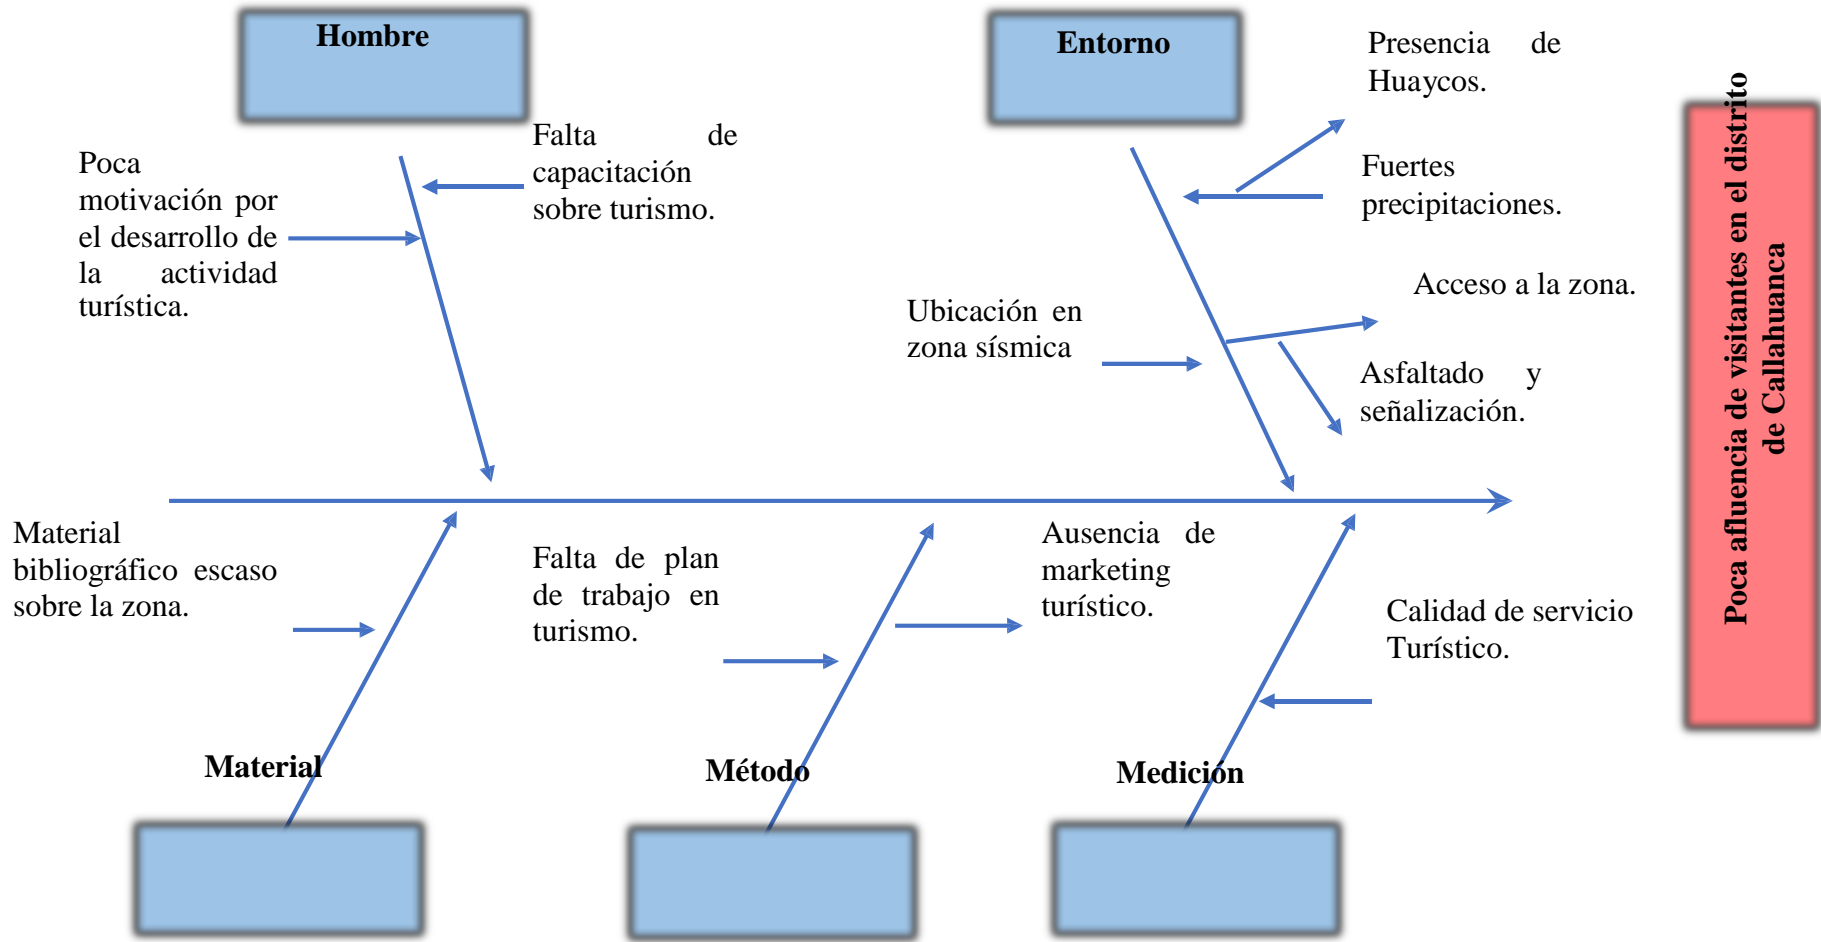 Hombre
Entorno
Presencia de
Huaycos.
Falta de
capacitación
sobre turismo.
Poca
motivación por
el desarrollo de
la actividad
turística.
Fuertes
precipitaciones.
Ubicación en
zona sísmica
Acceso a la zona.
Asfaltado y
señalización.
Poca afluencia de visitantes en el distrito
de Callahuanca
Material
bibliográfico escaso
sobre la zona.
Falta de plan
de trabajo en
turismo.
Ausencia de
marketing
turístico.
Calidad de servicio
Turístico.
Material
Método
Medición